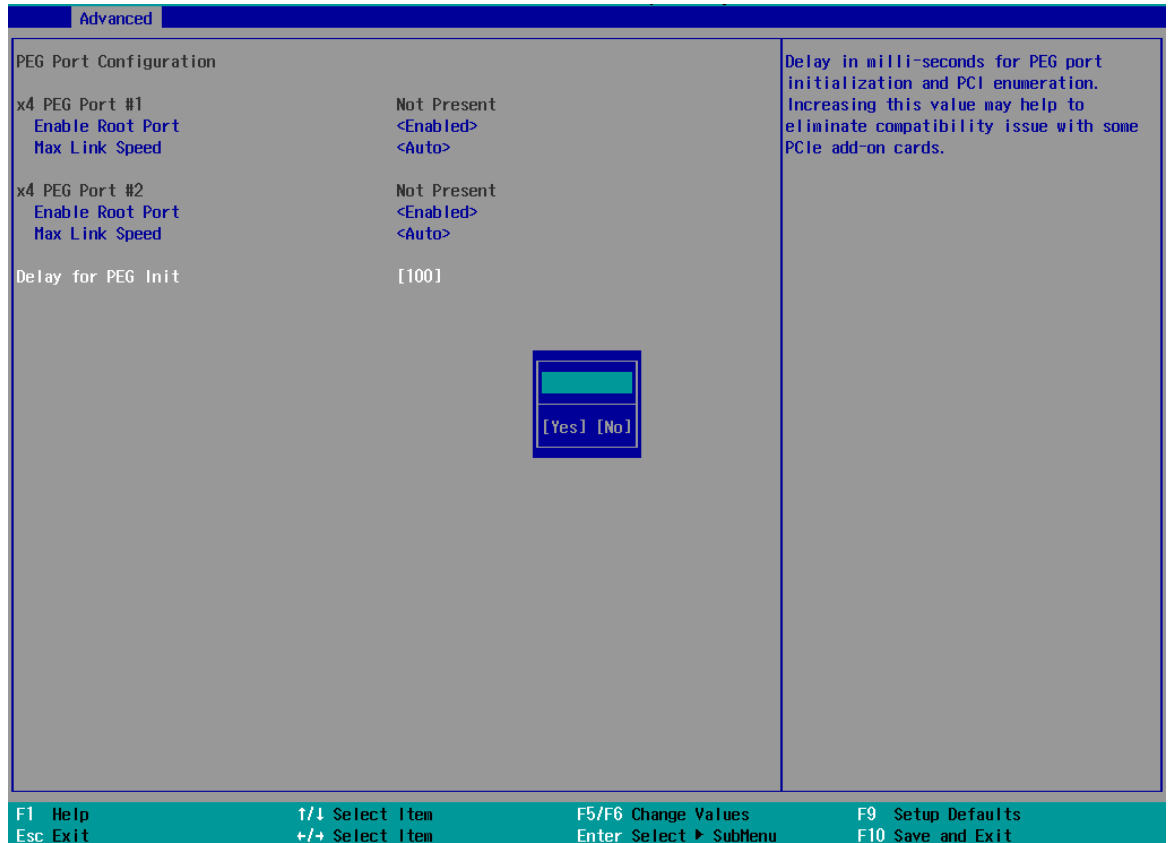 Advanced
PEG Port Configuration
x4 PEG Port #1 Not Present
Enable Root Port <Enabled>
Max Link Speed <Auto>
x4 PEG Port #2 Not Present
Enable Root Port <Enabled>
Max Link Speed <Auto>
Delay for PEG Init [100]
Delay in milli-seconds for PEG port
initialization and PCI enumeration.
Increasing this value may help to
eliminate compatibility issue with some
PCIe add-on cards.
[Yes] [No]
F1 Help ↑/↓ Select Item F5/F6 Change Values F9 Setup Defaults
Esc Exit ←/→ Select Item Enter Select ▶ SubMenu F10 Save and Exit